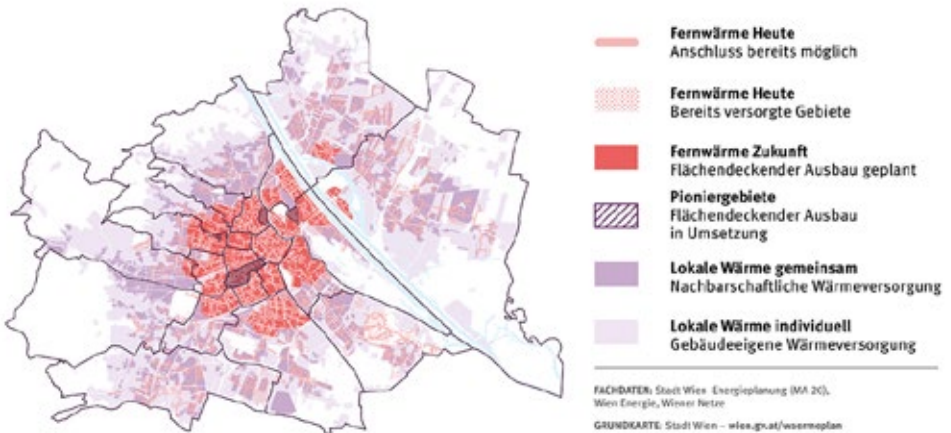 Fernwärme Heute
Anschluss bereits möglich
Fernwärme Heute
Bereits versorgte Gebiete
Fernwärme Zukunft
Flächendeckender Ausbau geplant
Pioniergebiete
Flächendeckender Ausbau
in Umsetzung
Lokale Wärme gemeinsam
Nachbarschaftliche Wärmeversorgung
Lokale Wärme individuell
Gebäudeeigene Wärmeversorgung
FACHDATEN: Stadt Wien Energieplanung (MA 20),
Wien Energie, Wiener Netze
GRUNDKARTE: Stadt Wien – wien.gv.at/waermeplan